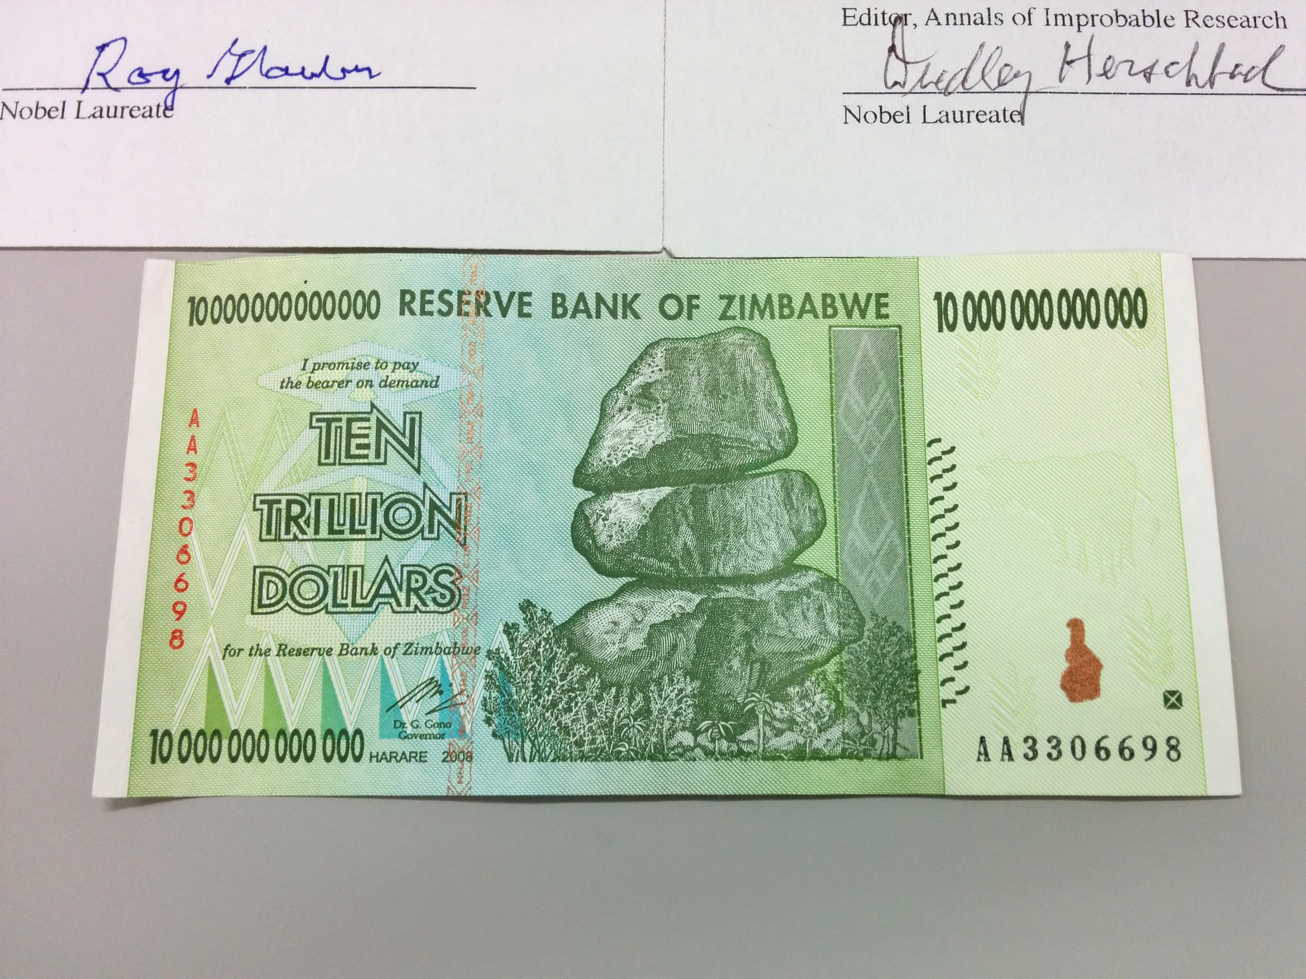 Editor, Annals of Improbable Research
Roy Glauber
Dudley Herschbach
Nobel Laureate
Nobel Laureate
10000000000000 RESERVE BANK OF ZIMBABWE
10 000 000 000 000
I promise to pay
the bearer on demand
TEN
TRILLION
DOLLARS
AA3306698
for the Reserve Bank of Zimbabwe
Dr. G. Gono
Governor
10 000 000 000 000
HARARE 2008
AA3306698